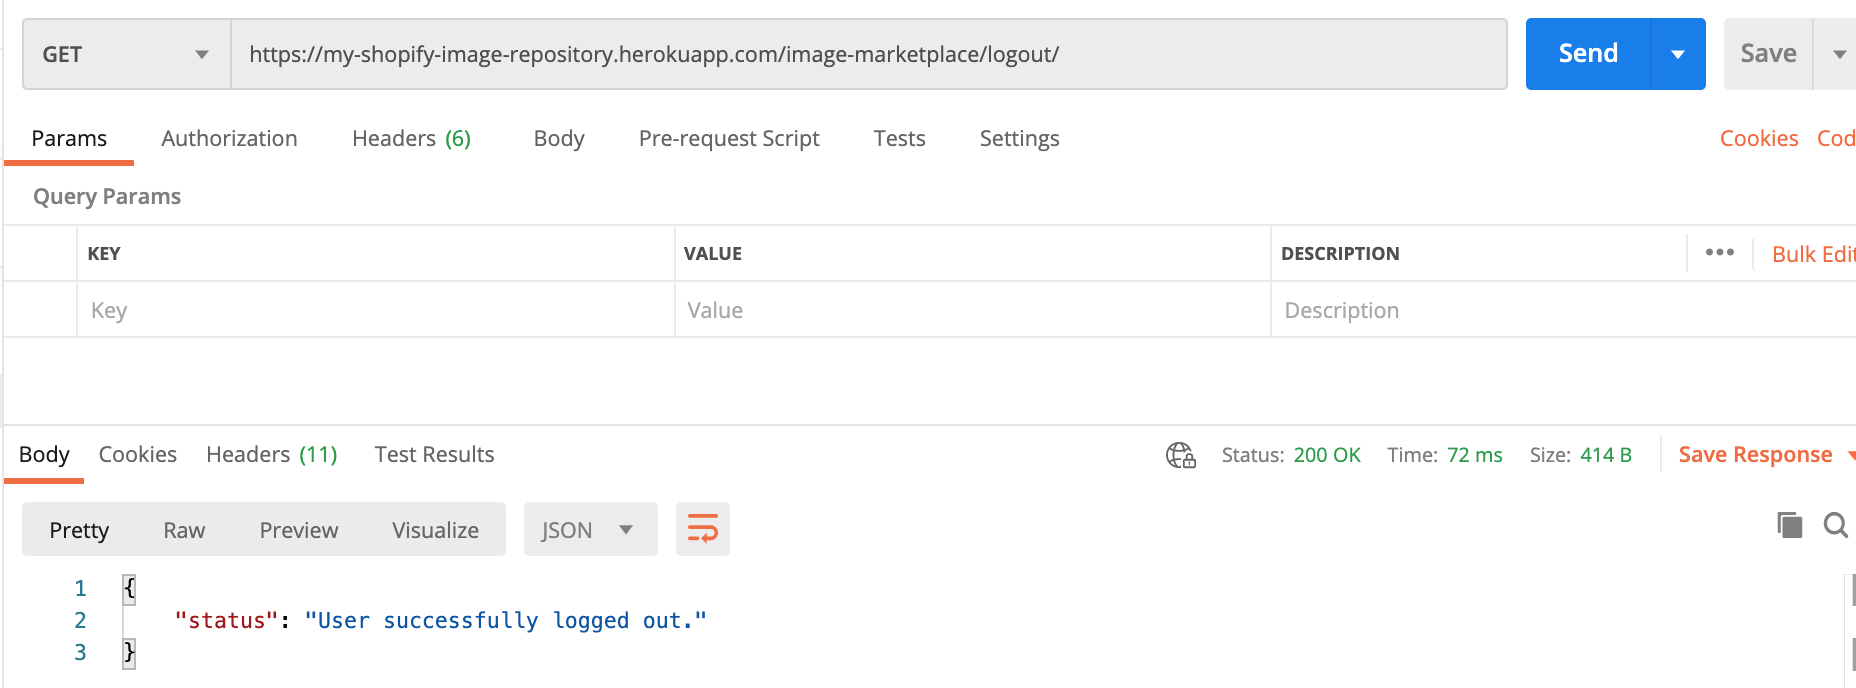 GET https://my-shopify-image-repository.herokuapp.com/image-marketplace/logout/ Send Save
Params Authorization Headers (6) Body Pre-request Script Tests Settings Cookies Cod
Query Params
KEY VALUE DESCRIPTION ••• Bulk Edit
Key Value Description
Body Cookies Headers (11) Test Results Status: 200 OK Time: 72 ms Size: 414 B Save Response
Pretty Raw Preview Visualize JSON
1 {
2 "status": "User successfully logged out."
3 }